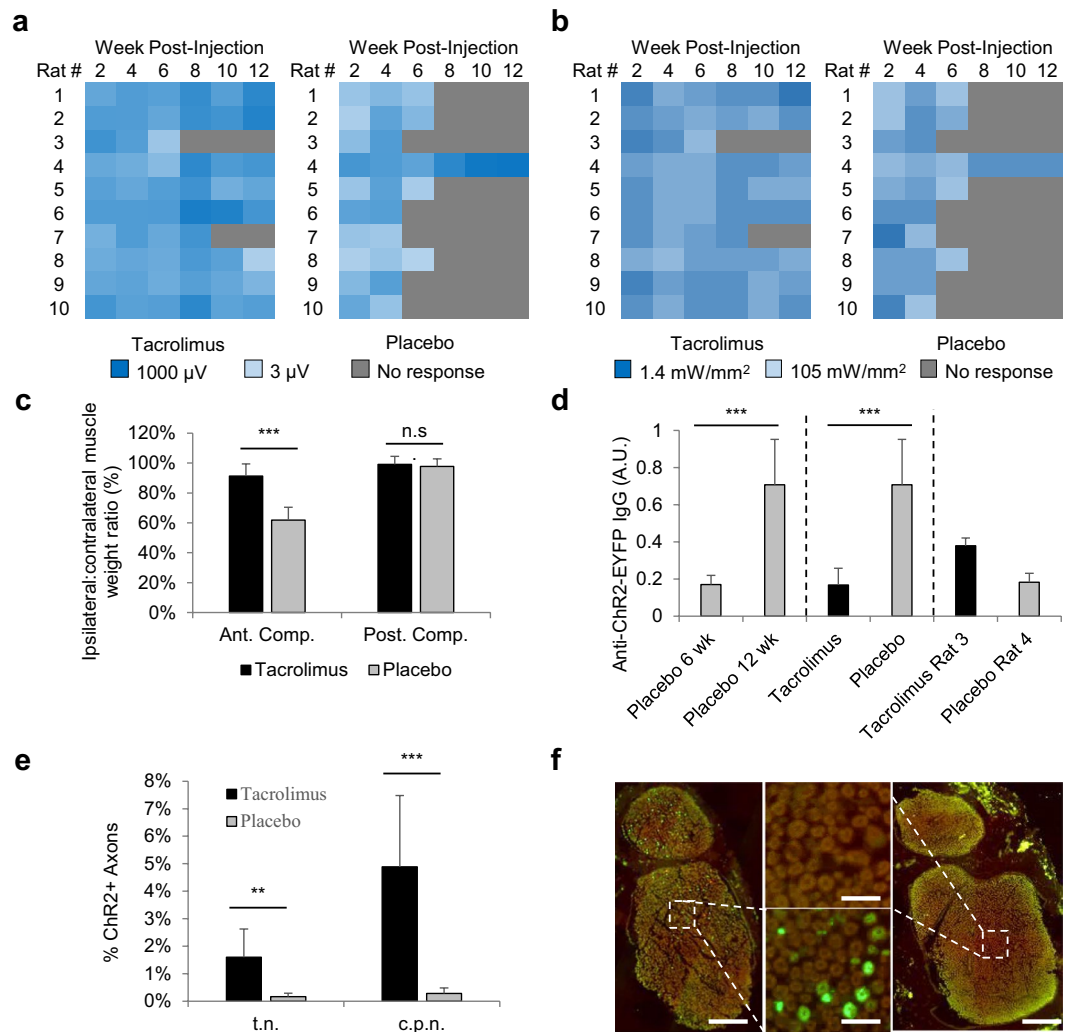 a
Week Post-Injection
Week Post-Injection
Rat # 2 4 6 8 10 12
Rat # 2 4 6 8 10 12
1
2
3
4
5
6
7
8
9
10
1
2
3
4
5
6
7
8
9
10
Tacrolimus
Placebo
1000 µV
3 µV
No response
b
Week Post-Injection
Week Post-Injection
Rat # 2 4 6 8 10 12
Rat # 2 4 6 8 10 12
1
2
3
4
5
6
7
8
9
10
1
2
3
4
5
6
7
8
9
10
Tacrolimus
Placebo
1.4 mW/mm²
105 mW/mm²
No response
c
Ipsilateral:contralateral muscle
weight ratio (%)
120%
100%
80%
60%
40%
20%
0%
***
n.s.
Ant. Comp.
Post. Comp.
Tacrolimus
Placebo
d
Anti-ChR2-EYFP IgG (A.U.)
1
0.8
0.6
0.4
0.2
0
***
***
Placebo 6 wk
Placebo 12 wk
Tacrolimus
Placebo
Tacrolimus Rat 3
Placebo Rat 4
e
% ChR2+ Axons
8%
7%
6%
5%
4%
3%
2%
1%
0%
Tacrolimus
Placebo
**
***
t.n.
c.p.n.
f